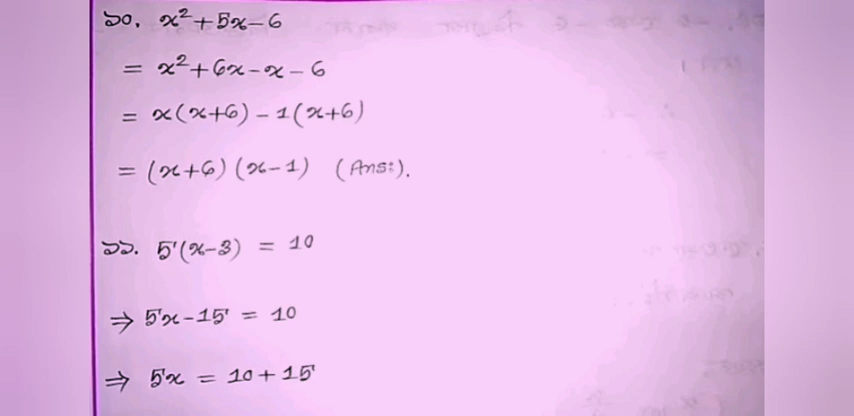 ১০. x²+5x-6
= x²+6x-x-6
= x(x+6)-1(x+6)
= (x+6)(x-1) (Ans:).
১১. 5(x-3) = 10
⇒ 5x-15 = 10
⇒ 5x = 10+15